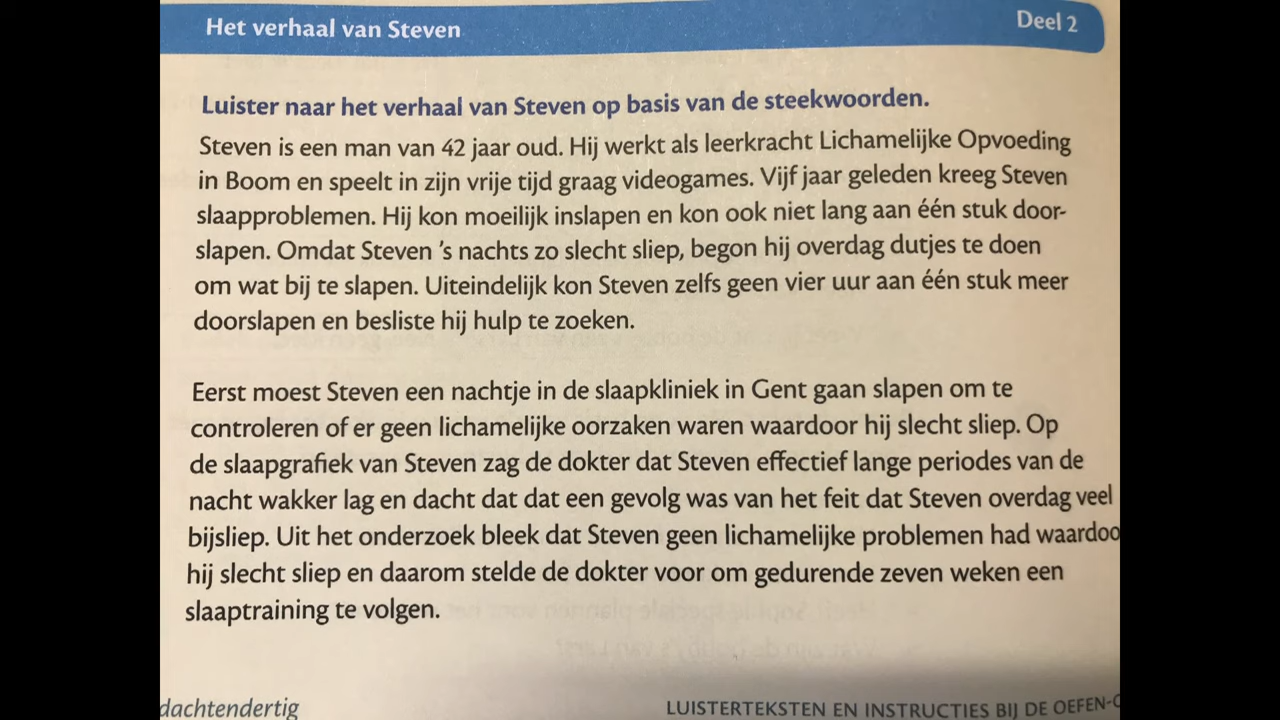 Het verhaal van Steven
Deel 2
Luister naar het verhaal van Steven op basis van de steekwoorden.
Steven is een man van 42 jaar oud. Hij werkt als leerkracht Lichamelijke Opvoeding
in Boom en speelt in zijn vrije tijd graag videogames. Vijf jaar geleden kreeg Steven
slaapproblemen. Hij kon moeilijk inslapen en kon ook niet lang aan één stuk door-
slapen. Omdat Steven 's nachts zo slecht sliep, begon hij overdag dutjes te doen
om wat bij te slapen. Uiteindelijk kon Steven zelfs geen vier uur aan één stuk meer
doorslapen en besliste hij hulp te zoeken.
Eerst moest Steven een nachtje in de slaapkliniek in Gent gaan slapen om te
controleren of er geen lichamelijke oorzaken waren waardoor hij slecht sliep. Op
de slaapgrafiek van Steven zag de dokter dat Steven effectief lange periodes van de
nacht wakker lag en dacht dat dat een gevolg was van het feit dat Steven overdag veel
bijsliep. Uit het onderzoek bleek dat Steven geen lichamelijke problemen had waardoo
hij slecht sliep en daarom stelde de dokter voor om gedurende zeven weken een
slaaptraining te volgen.
dachtendertig
LUISTERTEKSTEN EN INSTRUCTIES BIJ DE OEFEN-